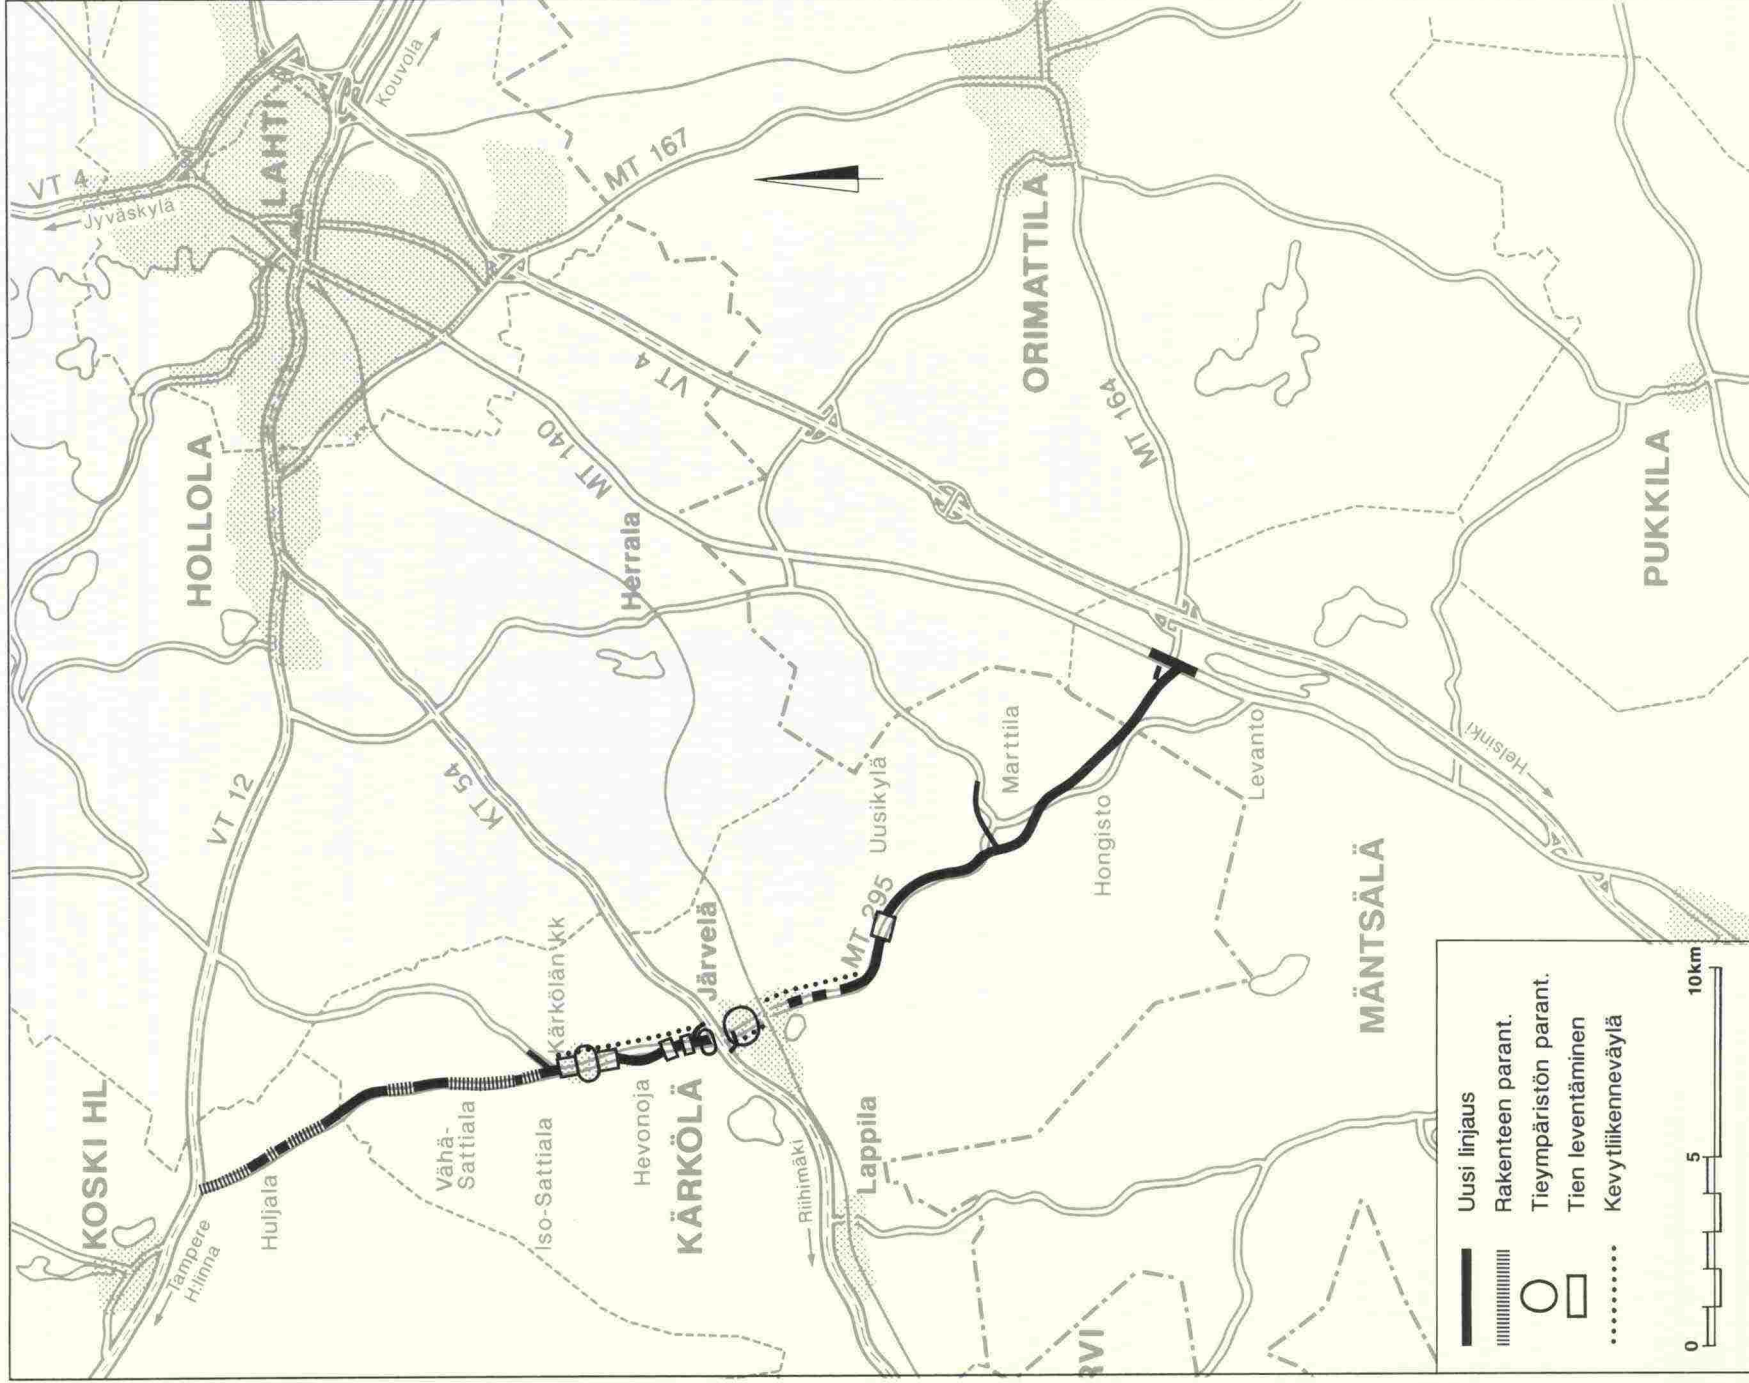 VT 4
Jyväskylä
LAHTI
Kouvola
MT 167
HOLLOLA
VT 4
ORIMATTILA
MT 140
MT 164
Herrala
PUKKILA
VT 12
KT 54
Uusikylä
Marttila
Levanto
Helsinki
Hongisto
MT 295
Järvelä
Kärkölän kk
MÄNTSÄLÄ
KOSKI HL
Tampere
H:linna
Huljala
Vähä-
Sattiala
Iso-Sattiala
Hevonoja
KÄRKÖLÄ
Riihimäki
Lappila
RVI
Uusi linjaus
Rakenteen parant.
Tieympäristön parant.
Tien leventäminen
Kevytliikenneväylä
0 5 10km